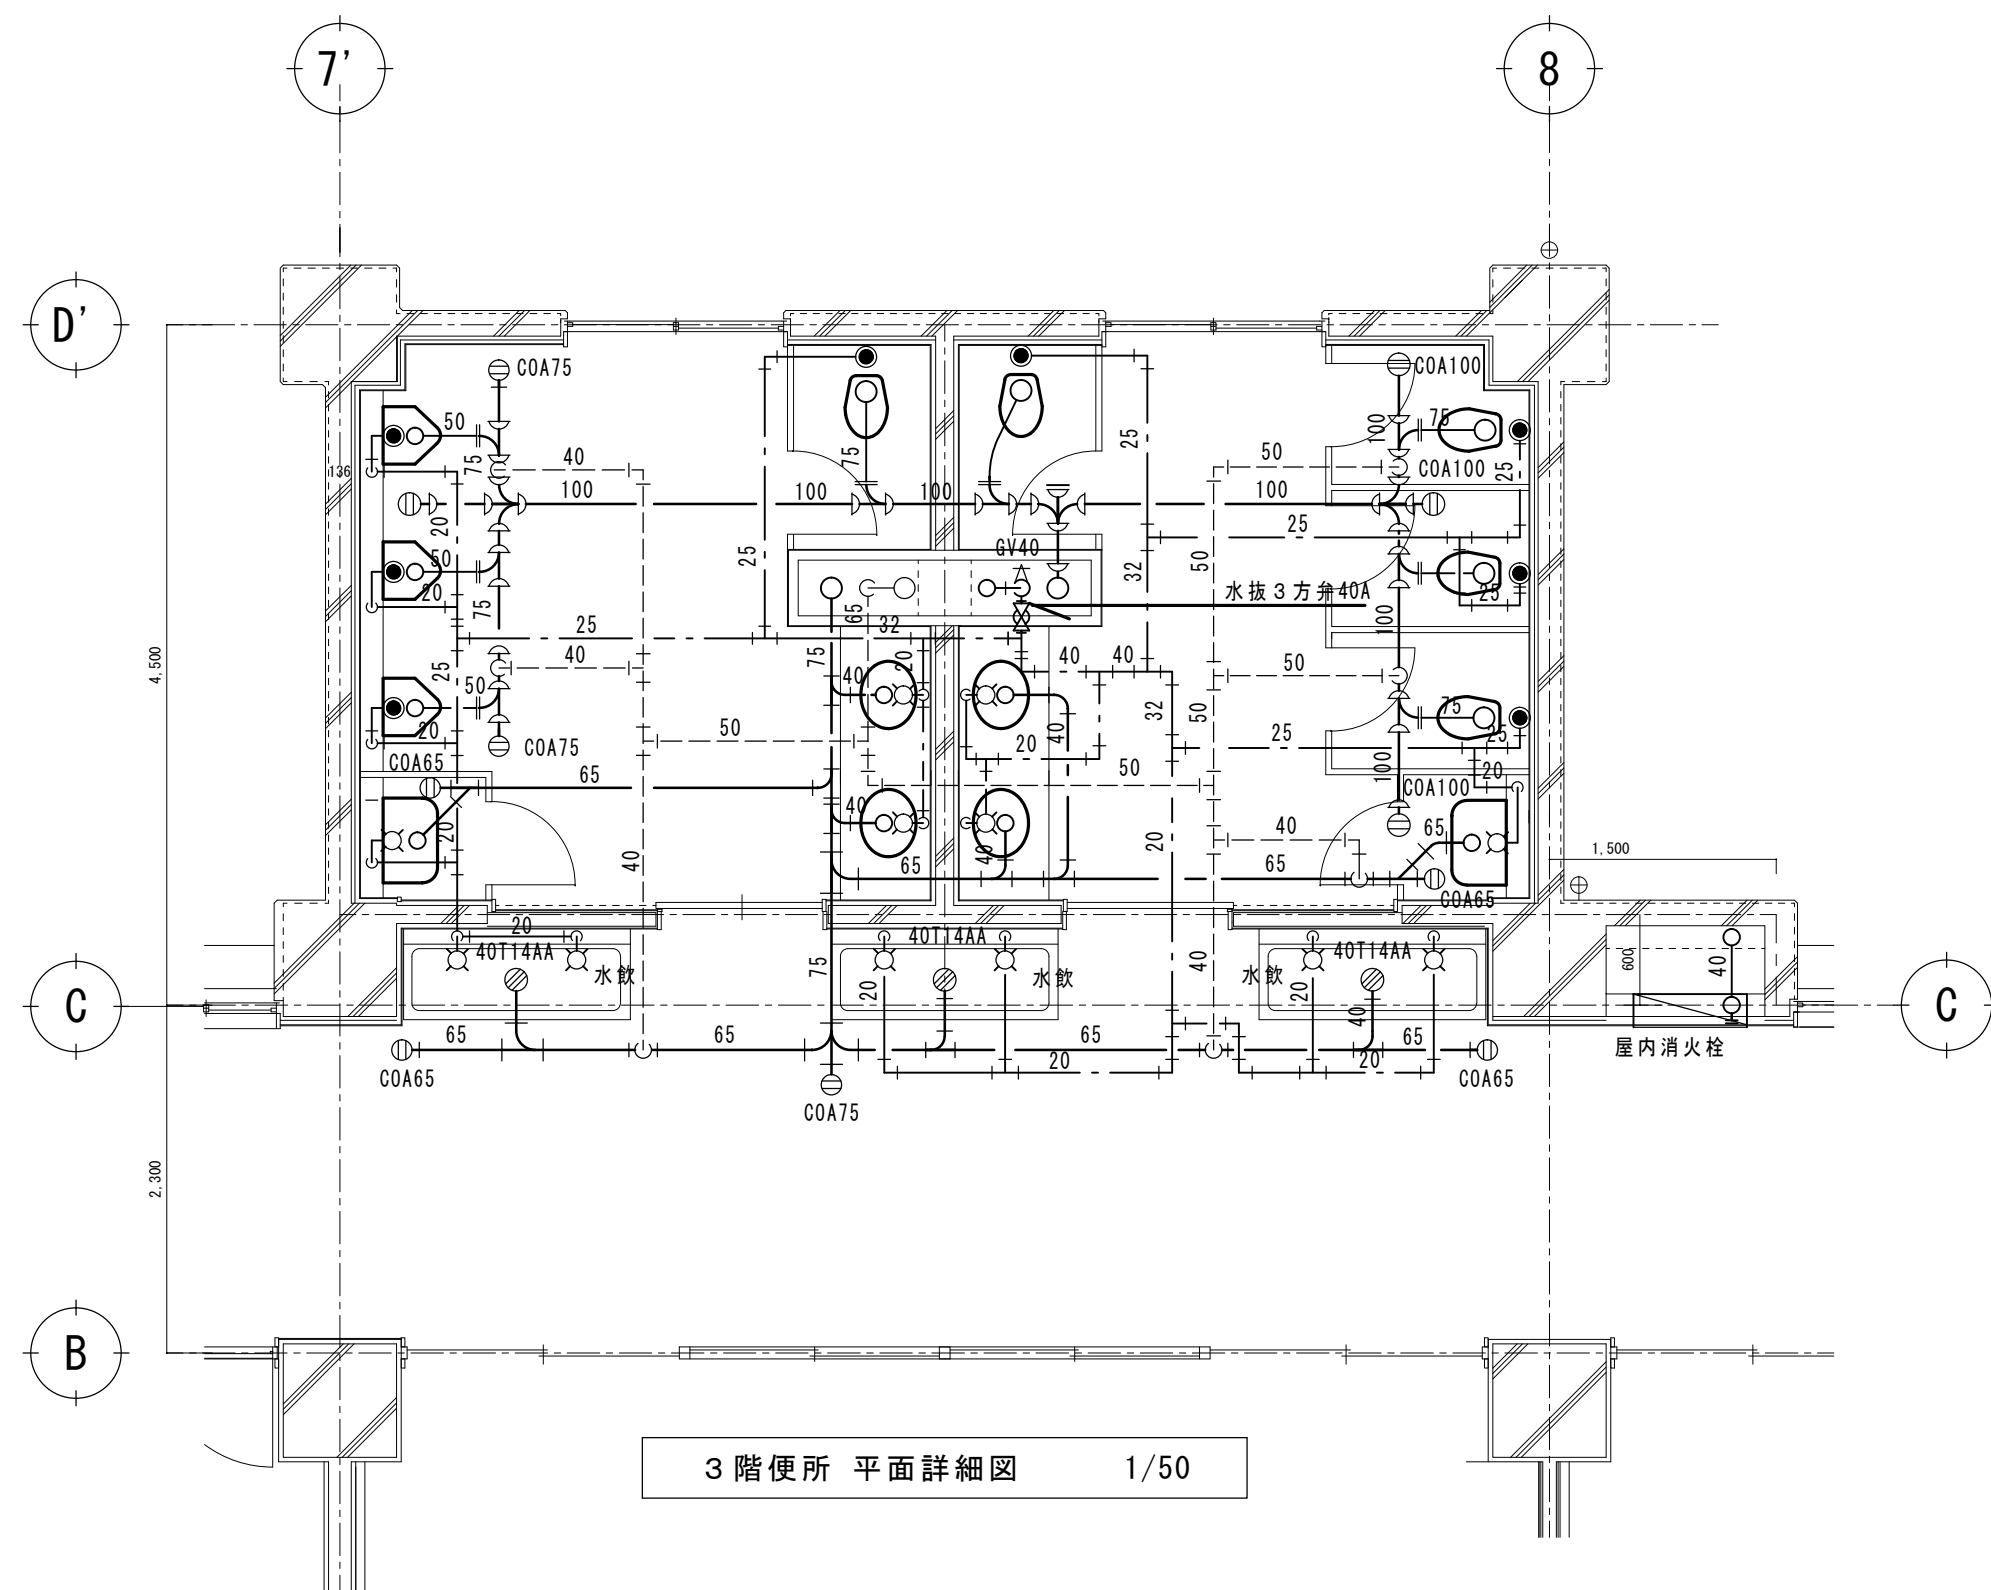 7' 8
D'
COA75 COA100
50 75 40 75 25 100 50 75 COA100 25
136
100 100 100 100
20 25 25
50 GV40 32 50
20 75 65 水抜３方弁40A 25
25 32 100
40 75 20 40 40 50
25 50 40 32 75
20 50 20 40 50 25 25
COA65 COA75
65 50 100 20
COA100
20 40 40 40 20 40 65 1,500
65 65
COA65
20 40T14AA 40T14AA 40T14AA
水飲 水飲 水飲
75 20 40 20 40 600 40
C C
65 65 65 65
屋内消火栓
COA65 20 20 COA65
COA75
4,500
2,300
B
３階便所 平面詳細図 1/50